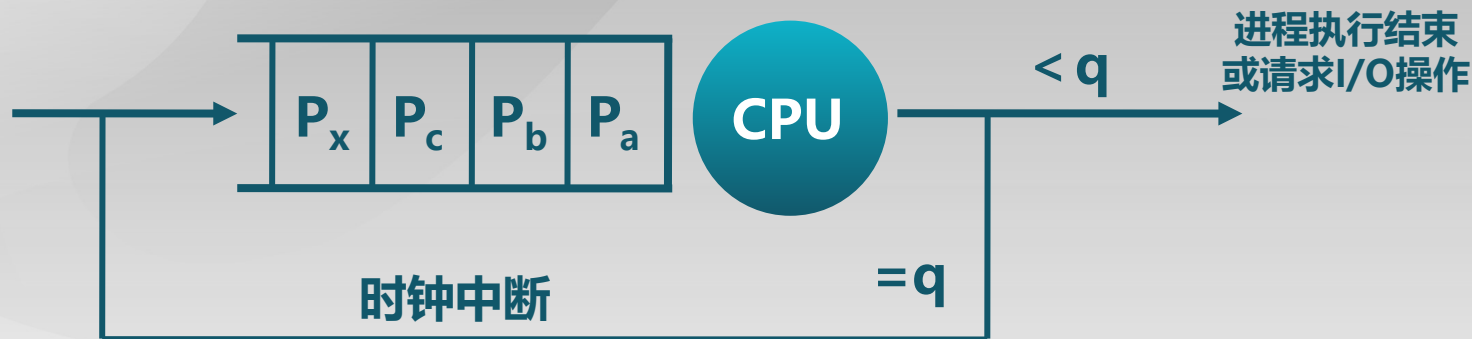 进程执行结束
或请求I/O操作
< q
Px Pc Pb Pa
CPU
=q
时钟中断